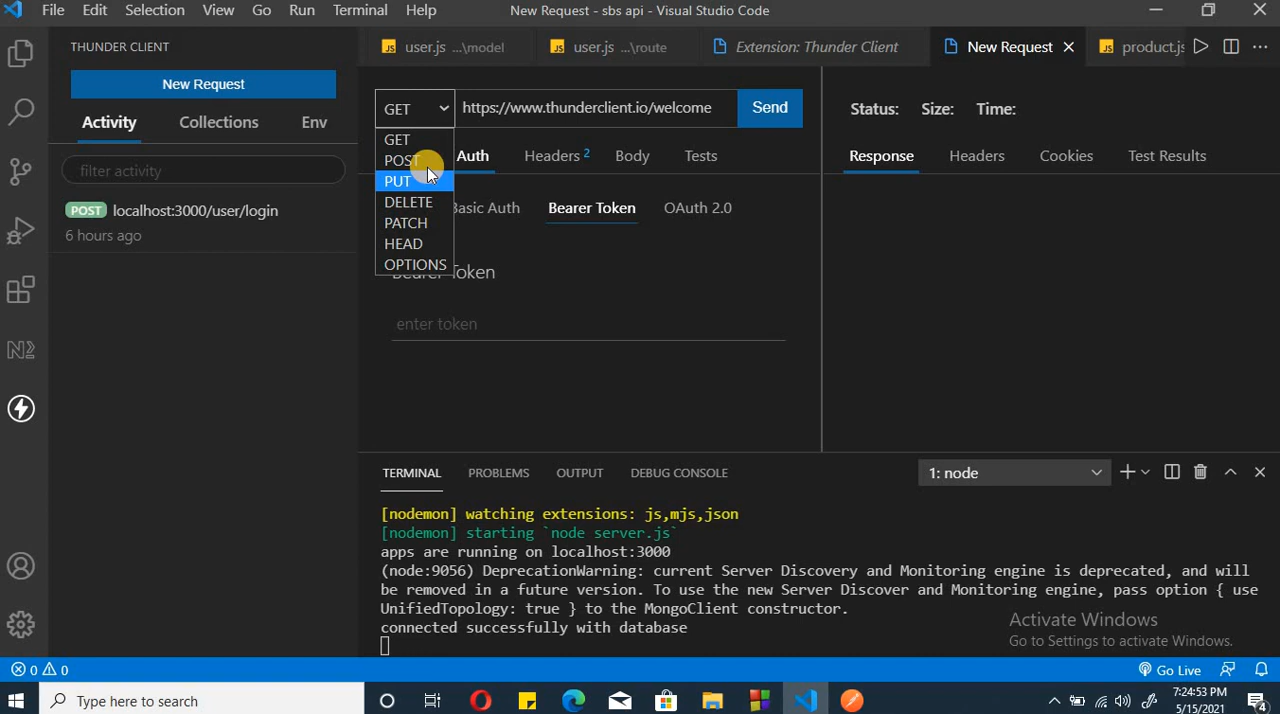 File Edit Selection View Go Run Terminal Help New Request - sbs api - Visual Studio Code
THUNDER CLIENT
user.js ...\model user.js ...\route Extension: Thunder Client New Request product.js
New Request
Activity Collections Env
filter activity
POST localhost:3000/user/login
6 hours ago
GET https://www.thunderclient.io/welcome Send
GET
POST
PUT
DELETE
PATCH
HEAD
OPTIONS
Auth Headers 2 Body Tests
Basic Auth Bearer Token OAuth 2.0
Bearer Token
enter token
Status: Size: Time:
Response Headers Cookies Test Results
TERMINAL PROBLEMS OUTPUT DEBUG CONSOLE 1: node
[nodemon] watching extensions: js,mjs,json
[nodemon] starting `node server.js`
apps are running on localhost:3000
(node:9056) DeprecationWarning: current Server Discovery and Monitoring engine is deprecated, and will
be removed in a future version. To use the new Server Discover and Monitoring engine, pass option { use
UnifiedTopology: true } to the MongoClient constructor.
connected successfully with database
Activate Windows
Go to Settings to activate Windows.
0 0 Go Live
Type here to search
7:24:53 PM
5/15/2021
4